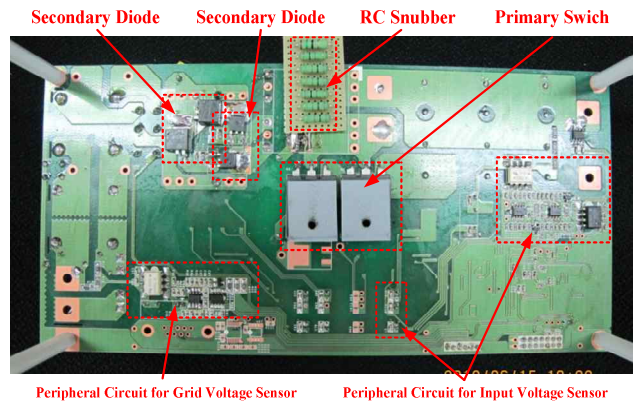 Secondary Diode Secondary Diode RC Snubber Primary Swich
Peripheral Circuit for Grid Voltage Sensor Peripheral Circuit for Input Voltage Sensor